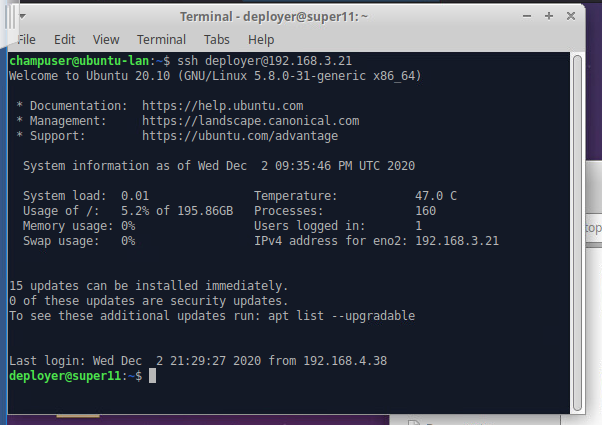 Terminal - deployer@super11: ~
File Edit View Terminal Tabs Help
champuser@ubuntu-lan:~$ ssh deployer@192.168.3.21
Welcome to Ubuntu 20.10 (GNU/Linux 5.8.0-31-generic x86_64)
* Documentation: https://help.ubuntu.com
* Management: https://landscape.canonical.com
* Support: https://ubuntu.com/advantage
System information as of Wed Dec 2 09:35:46 PM UTC 2020
System load: 0.01 Temperature: 47.0 C
Usage of /: 5.2% of 195.86GB Processes: 160
Memory usage: 0% Users logged in: 1
Swap usage: 0% IPv4 address for eno2: 192.168.3.21
15 updates can be installed immediately.
0 of these updates are security updates.
To see these additional updates run: apt list --upgradable
Last login: Wed Dec 2 21:29:27 2020 from 192.168.4.38
deployer@super11:~$